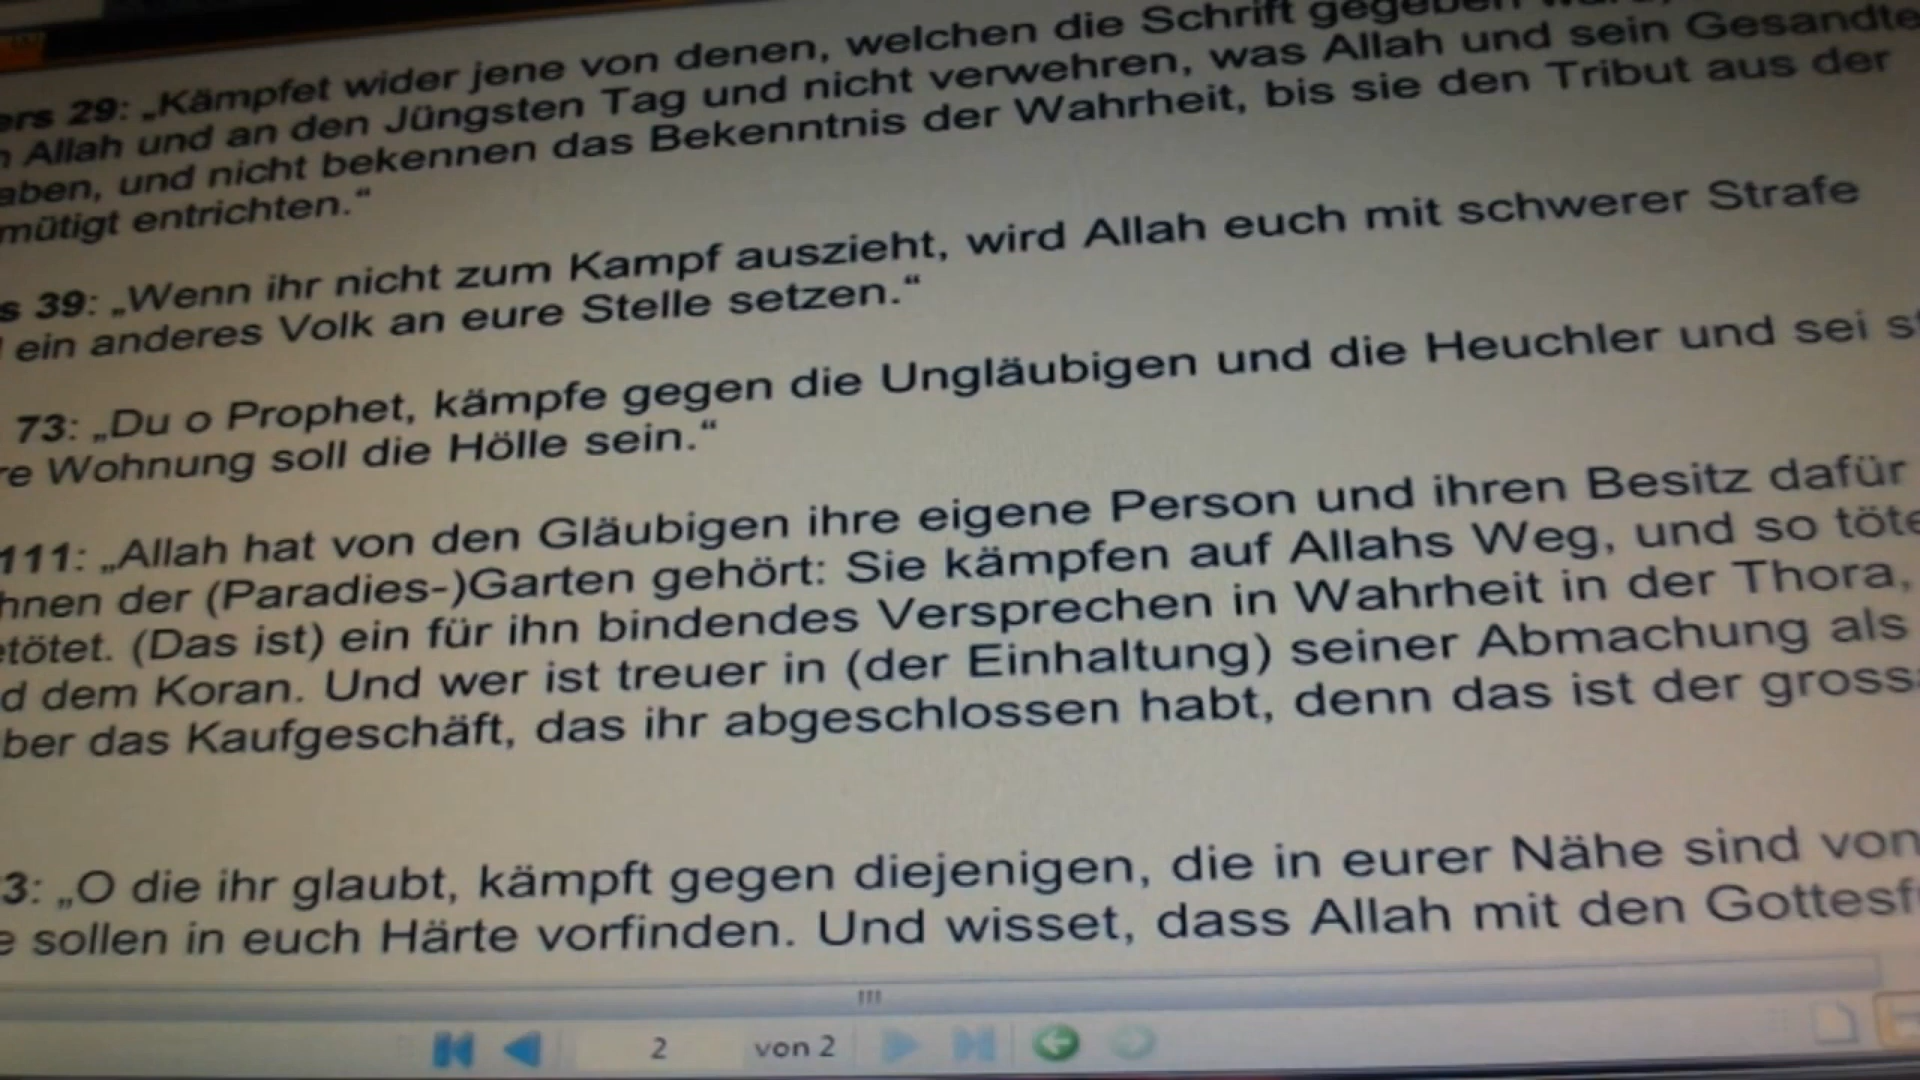 ers 29: „Kämpfet wider jene von denen, welchen die Schrift gegeben
Allah und an den Jüngsten Tag und nicht verwehren, was Allah und sein Gesandte
aben, und nicht bekennen das Bekenntnis der Wahrheit, bis sie den Tribut aus der
mütigt entrichten.“
s 39: „Wenn ihr nicht zum Kampf auszieht, wird Allah euch mit schwerer Strafe
ein anderes Volk an eure Stelle setzen.“
73: „Du o Prophet, kämpfe gegen die Ungläubigen und die Heuchler und sei st
re Wohnung soll die Hölle sein.“
111: „Allah hat von den Gläubigen ihre eigene Person und ihren Besitz dafür
hnen der (Paradies-)Garten gehört: Sie kämpfen auf Allahs Weg, und so töte
etötet. (Das ist) ein für ihn bindendes Versprechen in Wahrheit in der Thora,
d dem Koran. Und wer ist treuer in (der Einhaltung) seiner Abmachung als
ber das Kaufgeschäft, das ihr abgeschlossen habt, denn das ist der gross
3: „O die ihr glaubt, kämpft gegen diejenigen, die in eurer Nähe sind von
e sollen in euch Härte vorfinden. Und wisset, dass Allah mit den Gottesf
2 von 2